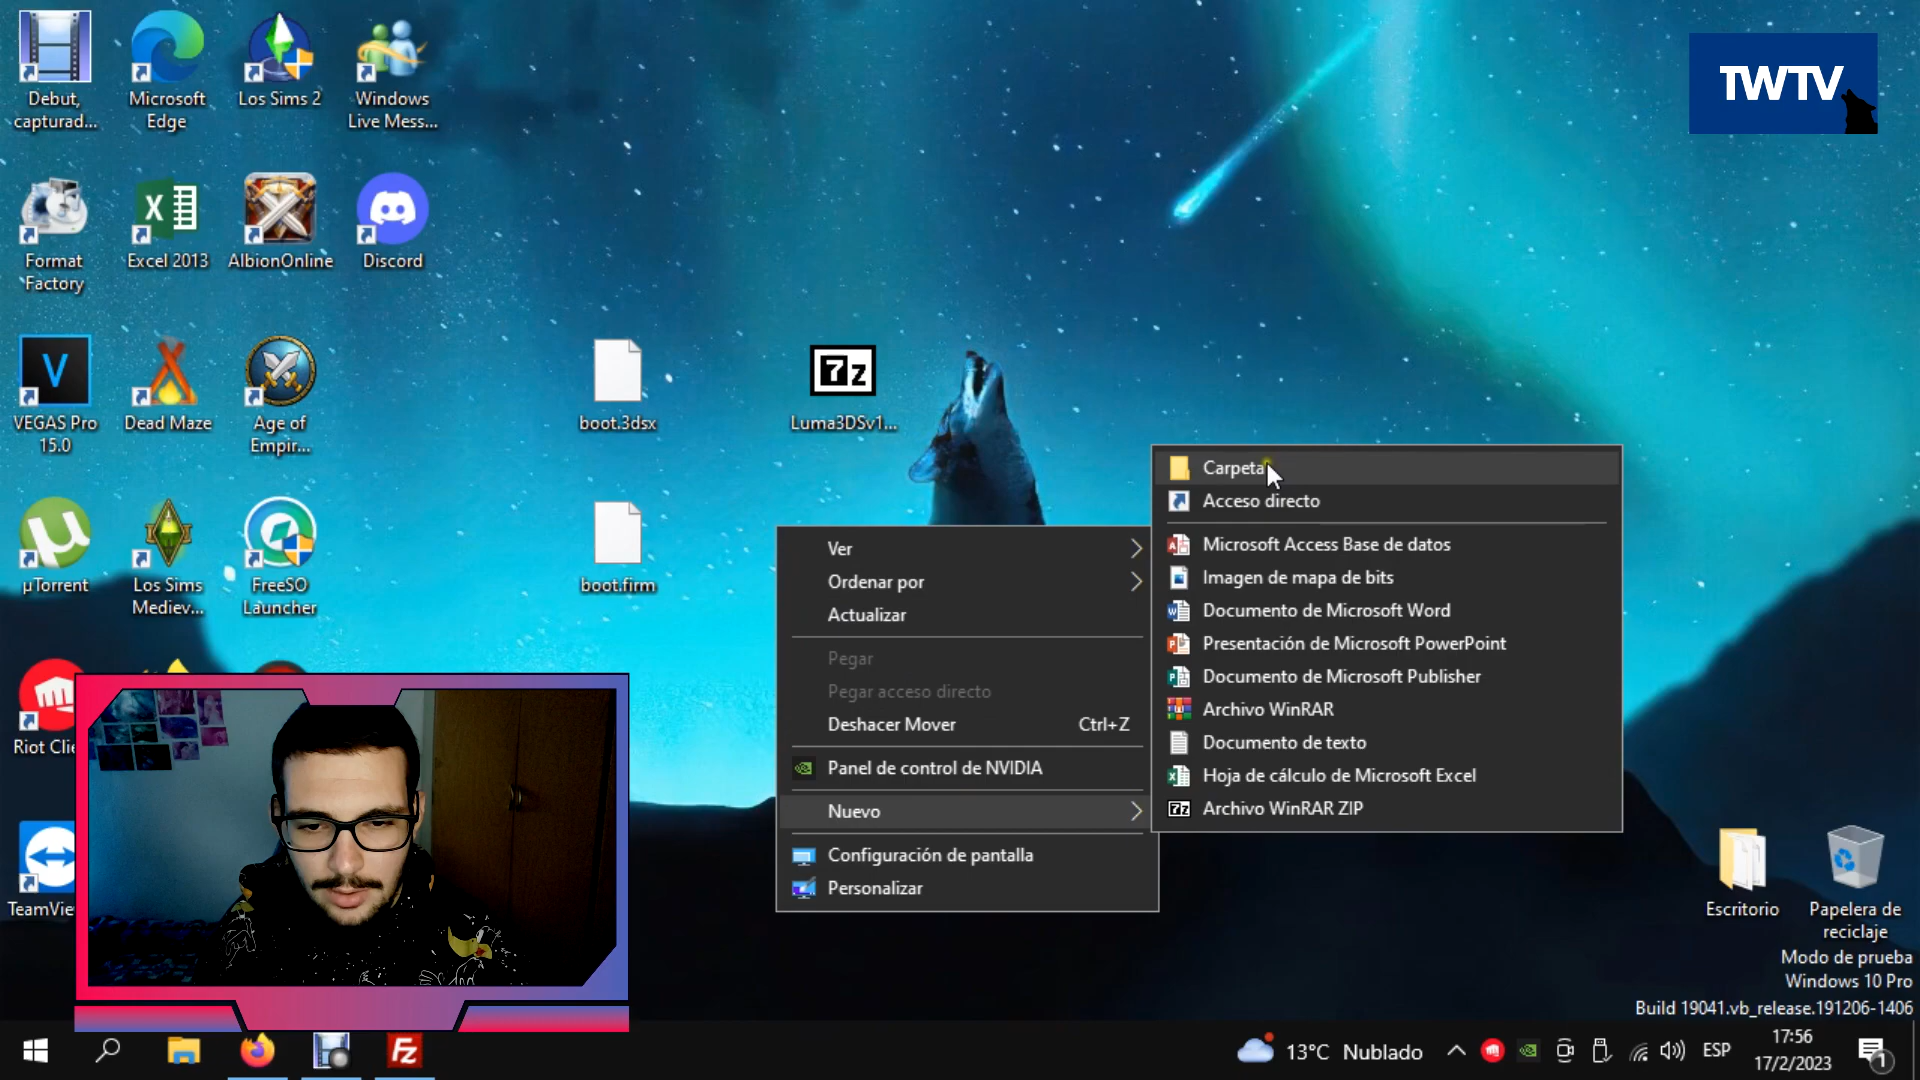 Debut,
capturad...
Microsoft
Edge
Los Sims 2
Windows
Live Mess...
TWTV
Format
Factory
X
Excel 2013
AlbionOnline
Discord
V
VEGAS Pro
15.0
Dead Maze
Age of
Empir...
boot.3dsx
7z
Luma3DSv1...
µTorrent
Los Sims
Mediev...
FreeSO
Launcher
boot.firm
Riot Clie
TeamVie
Ver
Ordenar por
Actualizar
Pegar
Pegar acceso directo
Deshacer Mover Ctrl+Z
Panel de control de NVIDIA
Nuevo
Configuración de pantalla
Personalizar
Carpeta
Acceso directo
Microsoft Access Base de datos
Imagen de mapa de bits
Documento de Microsoft Word
Presentación de Microsoft PowerPoint
Documento de Microsoft Publisher
Archivo WinRAR
Documento de texto
Hoja de cálculo de Microsoft Excel
7z Archivo WinRAR ZIP
Escritorio
Papelera de
reciclaje
Modo de prueba
Windows 10 Pro
Build 19041.vb_release.191206-1406
Fz
13°C Nublado
ESP
17:56
17/2/2023
1